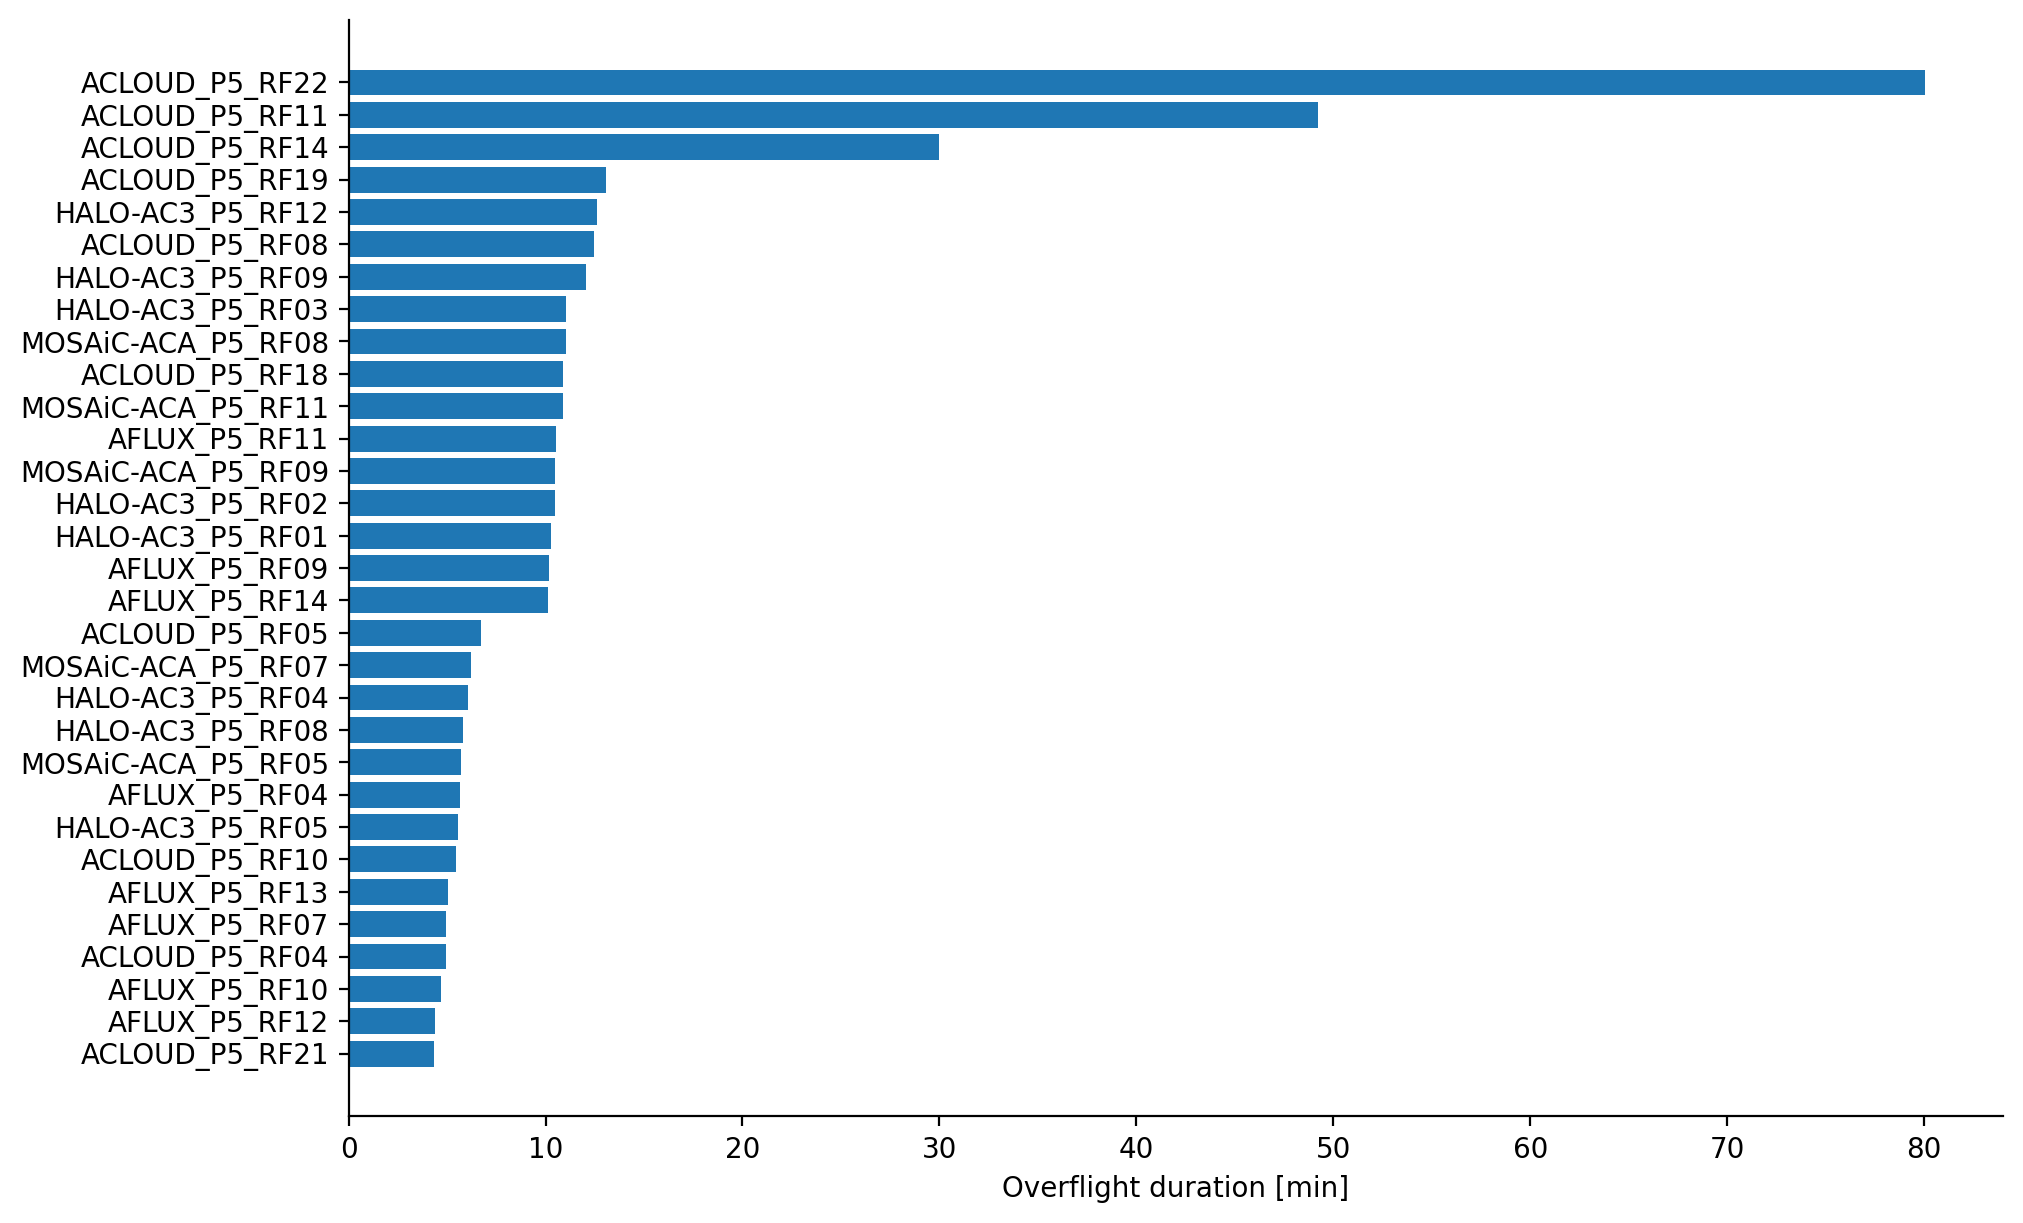 ACLOUD_P5_RF22
ACLOUD_P5_RF11
ACLOUD_P5_RF14
ACLOUD_P5_RF19
HALO-AC3_P5_RF12
ACLOUD_P5_RF08
HALO-AC3_P5_RF09
HALO-AC3_P5_RF03
MOSAiC-ACA_P5_RF08
ACLOUD_P5_RF18
MOSAiC-ACA_P5_RF11
AFLUX_P5_RF11
MOSAiC-ACA_P5_RF09
HALO-AC3_P5_RF02
HALO-AC3_P5_RF01
AFLUX_P5_RF09
AFLUX_P5_RF14
ACLOUD_P5_RF05
MOSAiC-ACA_P5_RF07
HALO-AC3_P5_RF04
HALO-AC3_P5_RF08
MOSAiC-ACA_P5_RF05
AFLUX_P5_RF04
HALO-AC3_P5_RF05
ACLOUD_P5_RF10
AFLUX_P5_RF13
AFLUX_P5_RF07
ACLOUD_P5_RF04
AFLUX_P5_RF10
AFLUX_P5_RF12
ACLOUD_P5_RF21
0 10 20 30 40 50 60 70 80
Overflight duration [min]